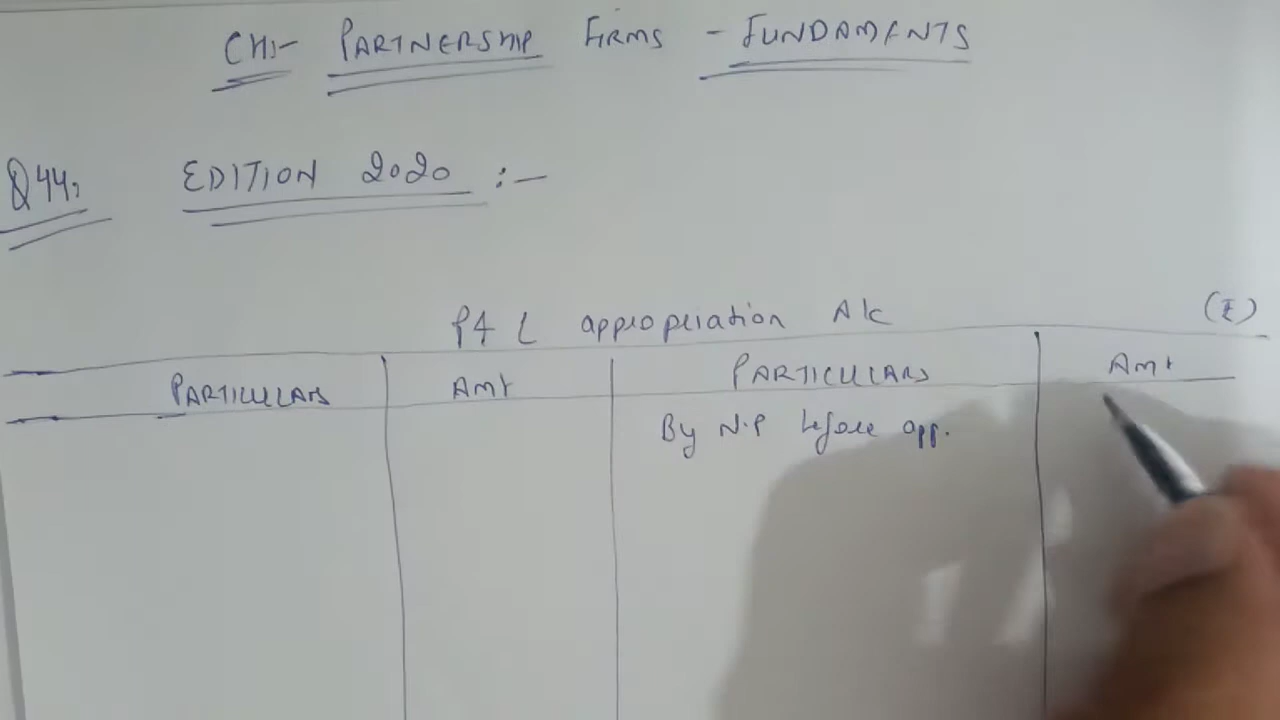 CH:- PARTNERSHIP FIRMS - FUNDAMENTS
Q44, EDITION 2020 :-
P & L appropriation A/c (₹)
PARTICULARS Amt PARTICULARS Amt
By N.P before app.